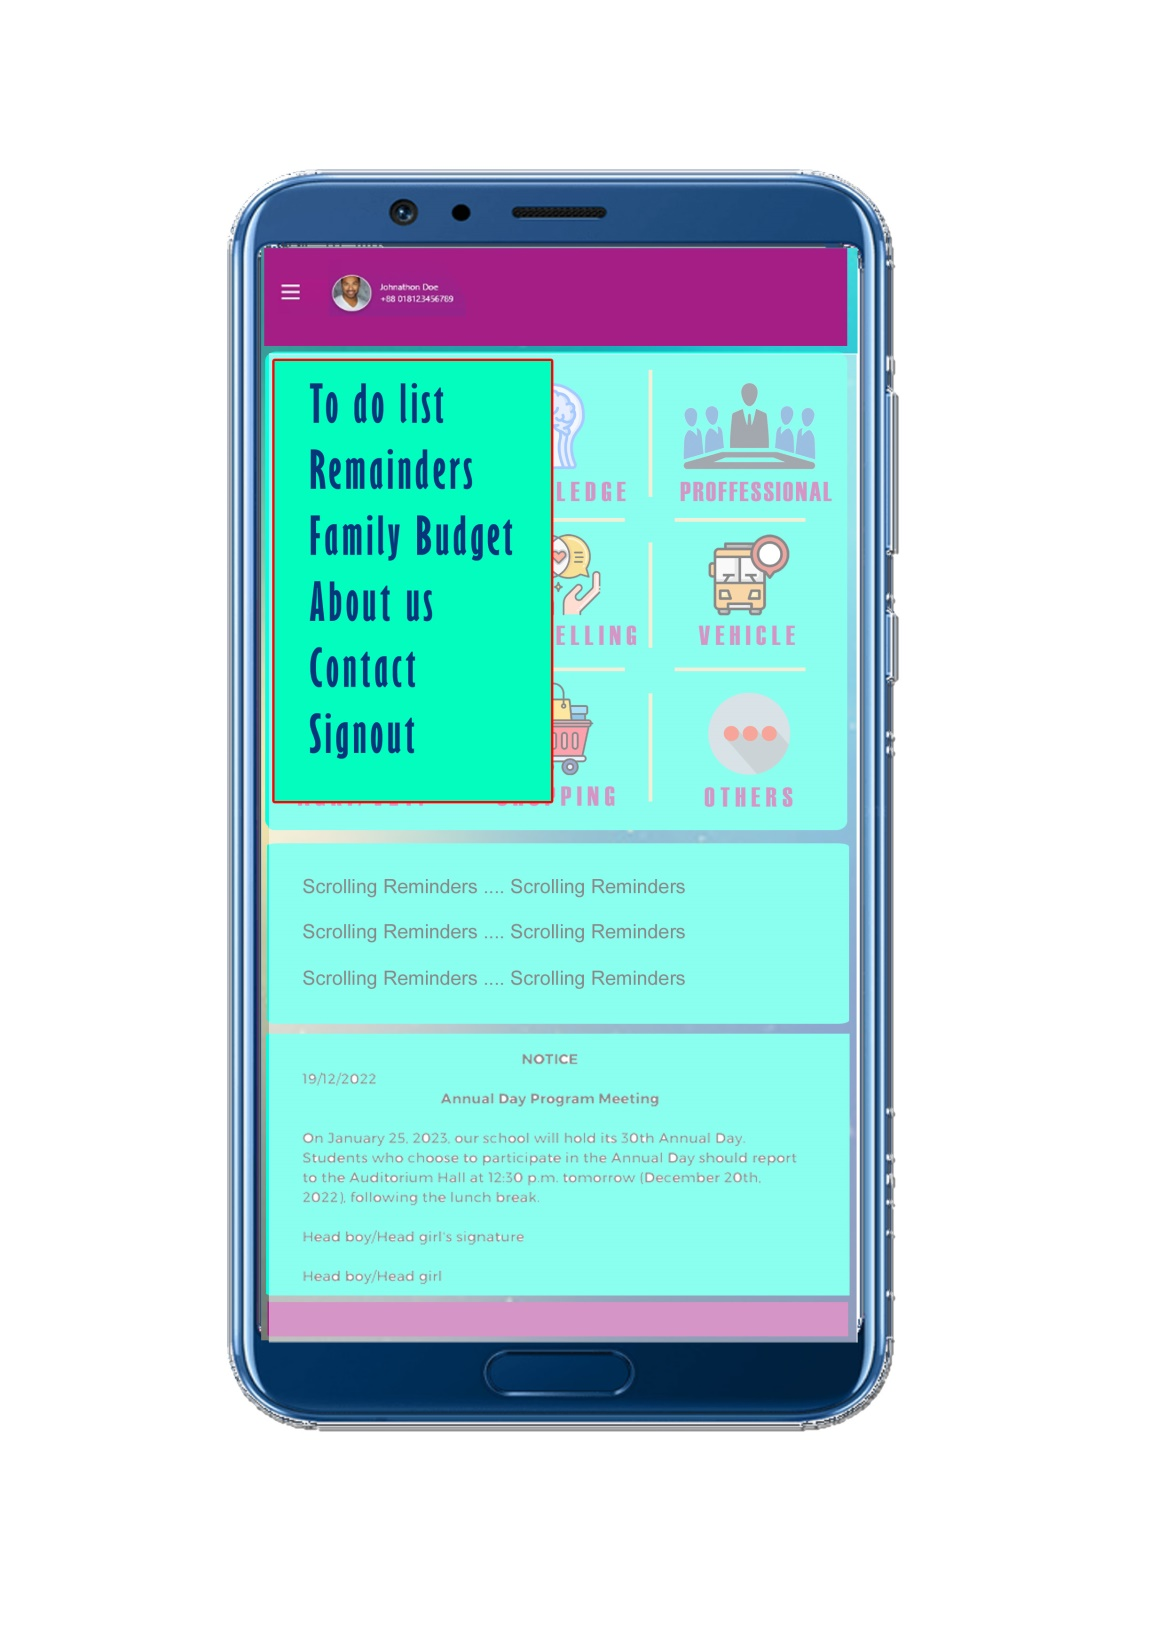 Johnathon Doe
+88 018123456789
To do list
Remainders
Family Budget
About us
Contact
Signout
LEDGE
PROFFESSIONAL
ELLING
VEHICLE
PPING
OTHERS
Scrolling Reminders .... Scrolling Reminders
Scrolling Reminders .... Scrolling Reminders
Scrolling Reminders .... Scrolling Reminders
NOTICE
19/12/2022
Annual Day Program Meeting
On January 25, 2023, our school will hold its 30th Annual Day.
Students who choose to participate in the Annual Day should report
to the Auditorium Hall at 12:30 p.m. tomorrow (December 20th,
2022), following the lunch break.
Head boy/Head girl's signature
Head boy/Head girl